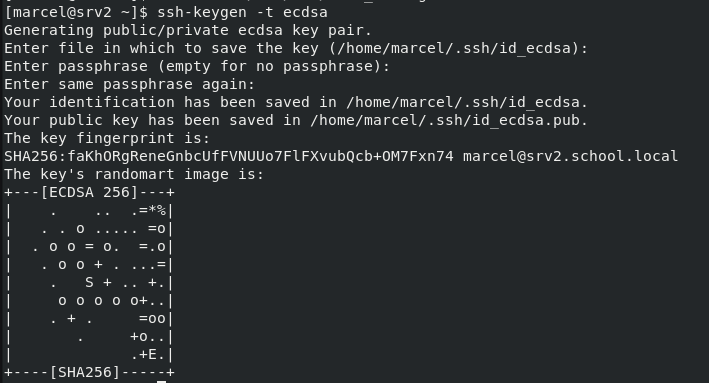 [marcel@srv2 ~]$ ssh-keygen -t ecdsa
Generating public/private ecdsa key pair.
Enter file in which to save the key (/home/marcel/.ssh/id_ecdsa):
Enter passphrase (empty for no passphrase):
Enter same passphrase again:
Your identification has been saved in /home/marcel/.ssh/id_ecdsa.
Your public key has been saved in /home/marcel/.ssh/id_ecdsa.pub.
The key fingerprint is:
SHA256:faKhORgReneGnbcUfFVNUUo7FlFXvubQcb+OM7Fxn74 marcel@srv2.school.local
The key's randomart image is:
+---[ECDSA 256]---+
|    .    ..  .=*%|
|   . . o ..... =o|
|  . o o = o.  =.o|
|   . o o + . ...=|
|    .   S + .. +.|
|     o o o o o+..|
|    . + .     =oo|
|       .     +o..|
|             .+E.|
+----[SHA256]-----+